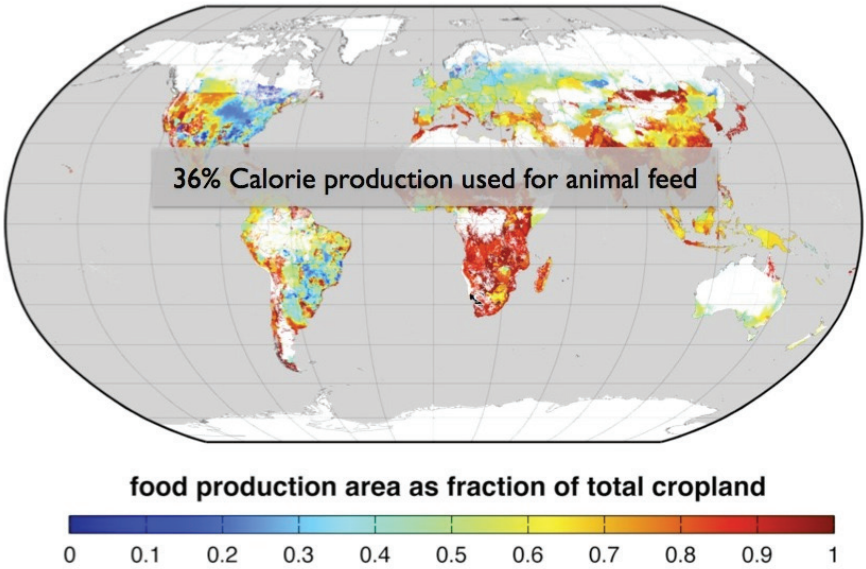 36% Calorie production used for animal feed
food production area as fraction of total cropland
0 0.1 0.2 0.3 0.4 0.5 0.6 0.7 0.8 0.9 1